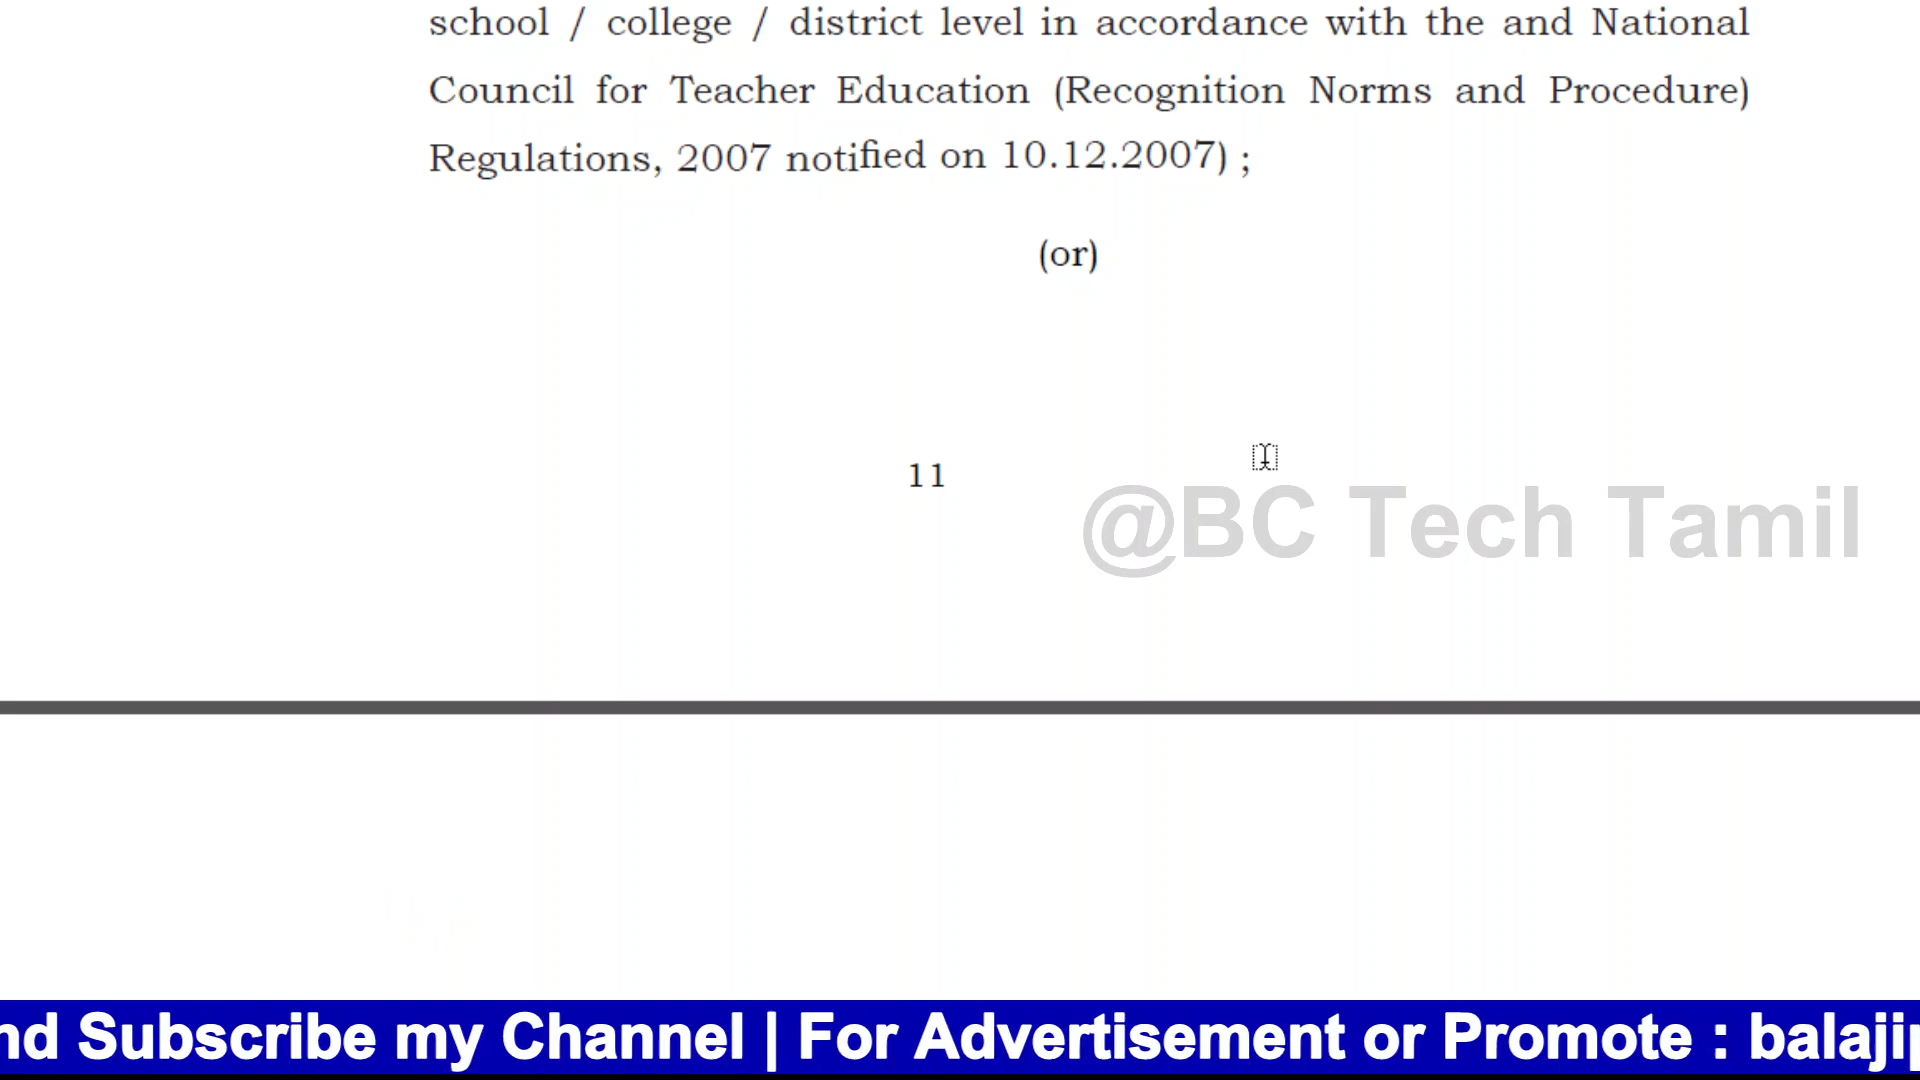 school / college / district level in accordance with the and National
Council for Teacher Education (Recognition Norms and Procedure)
Regulations, 2007 notified on 10.12.2007) ;
(or)
11
@BC Tech Tamil
nd Subscribe my Channel | For Advertisement or Promote : balajip